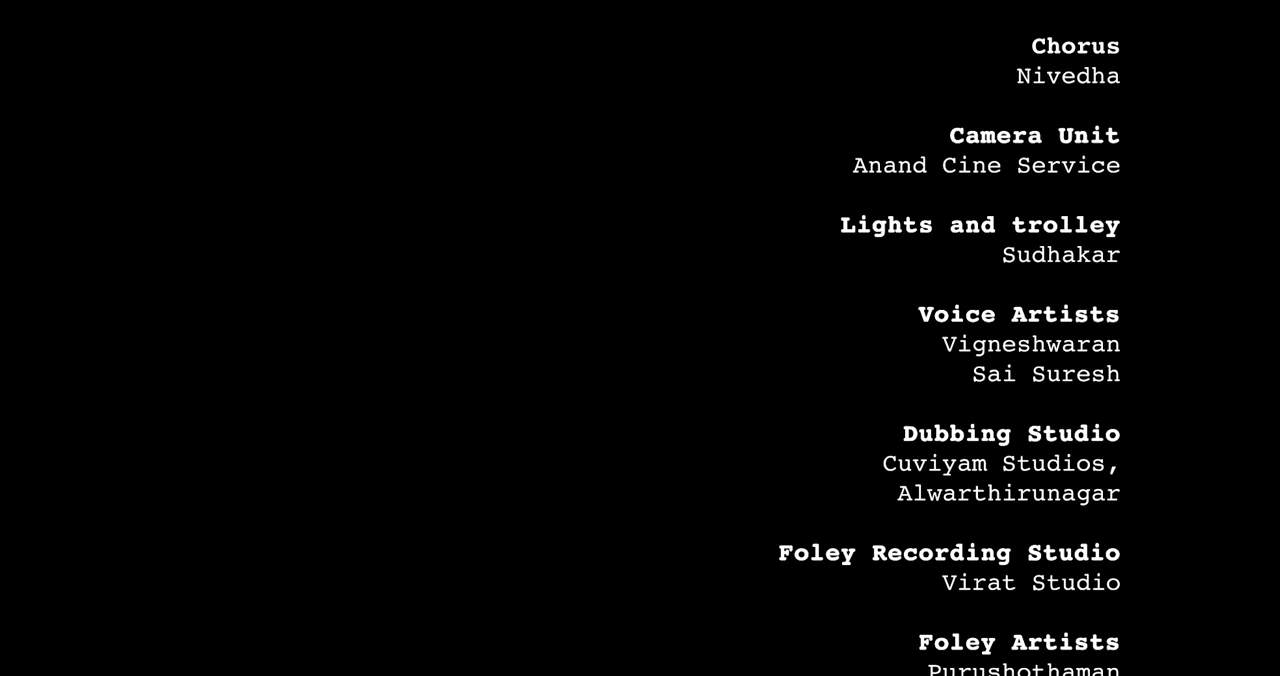 Chorus
Nivedha
Camera Unit
Anand Cine Service
Lights and trolley
Sudhakar
Voice Artists
Vigneshwaran
Sai Suresh
Dubbing Studio
Cuviyam Studios,
Alwarthirunagar
Foley Recording Studio
Virat Studio
Foley Artists
Purushothaman